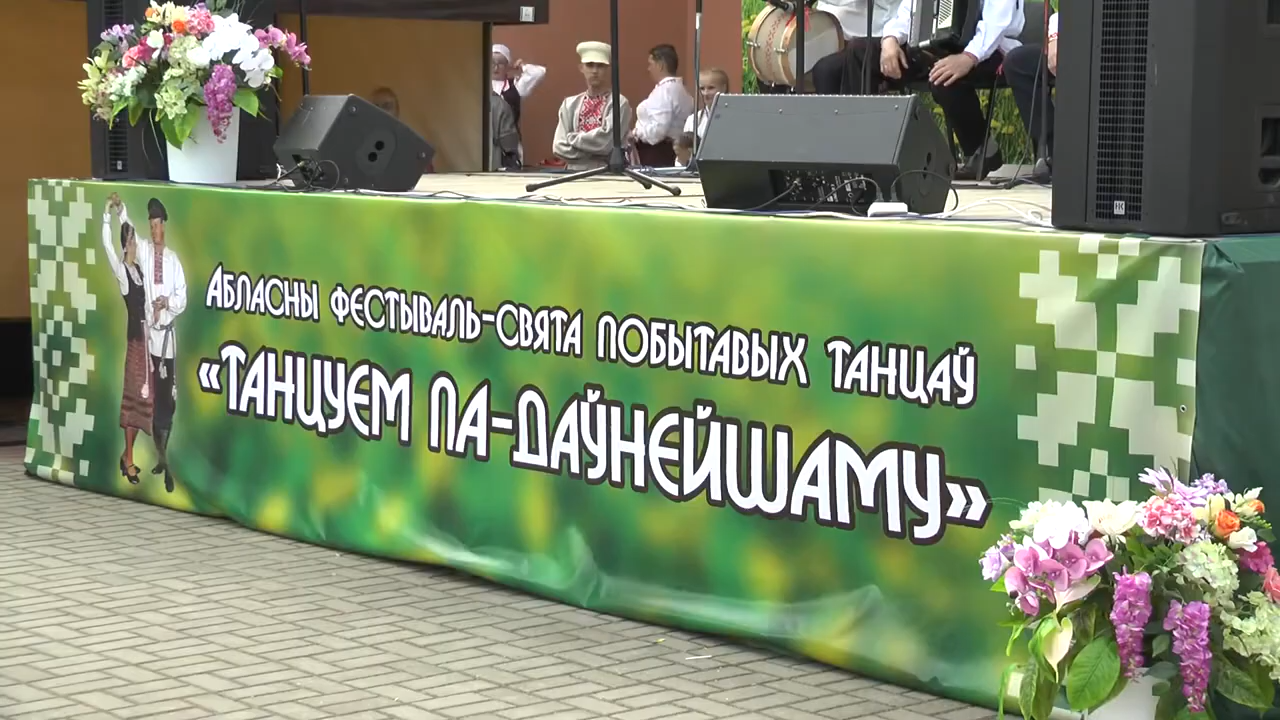 Абласны фестываль-свята побытавых танцаў
«Танцуем па-даўнейшаму»